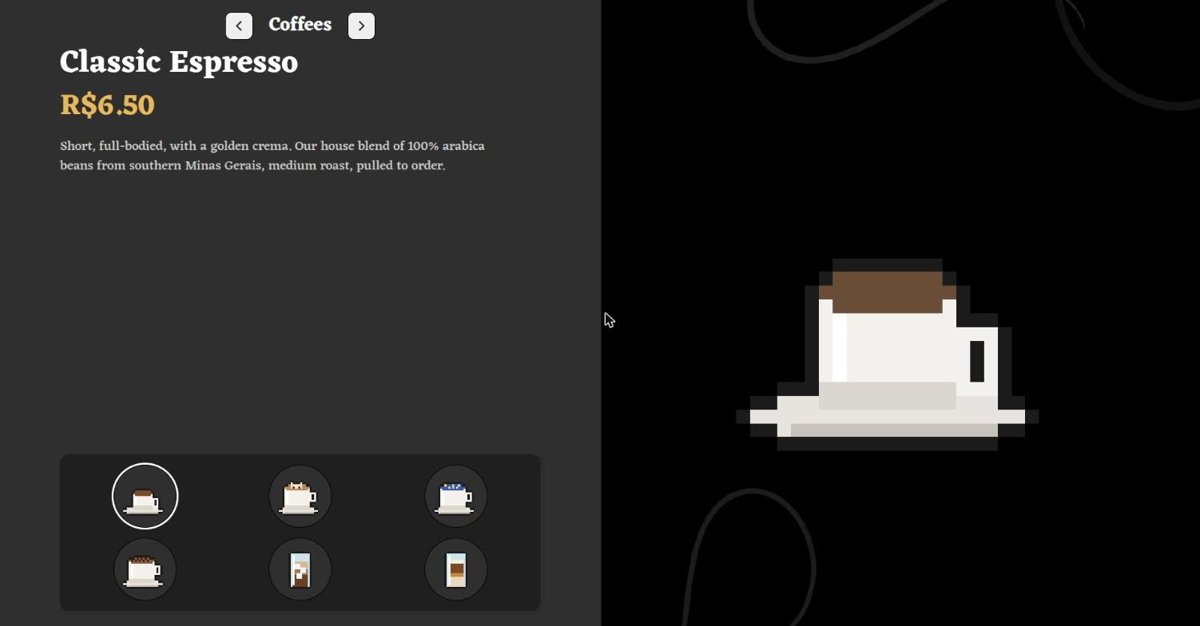 Coffees
Classic Espresso
R$6.50
Short, full-bodied, with a golden crema. Our house blend of 100% arabica
beans from southern Minas Gerais, medium roast, pulled to order.